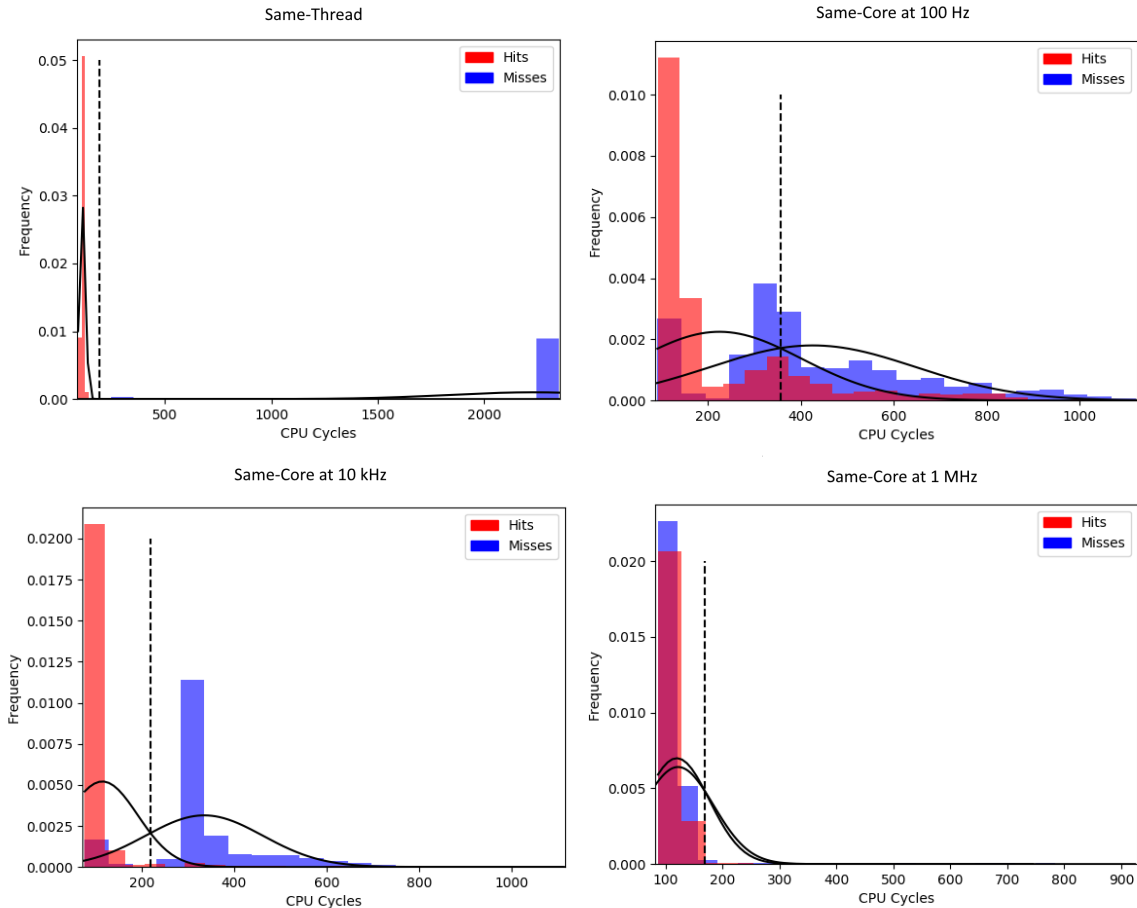 Same-Thread
0.05
0.04
0.03
0.02
0.01
0.00
Frequency
Hits
Misses
500
1000
1500
2000
CPU Cycles
Same-Core at 100 Hz
0.010
0.008
0.006
0.004
0.002
0.000
Frequency
Hits
Misses
200
400
600
800
1000
CPU Cycles
Same-Core at 10 kHz
0.0200
0.0175
0.0150
0.0125
0.0100
0.0075
0.0050
0.0025
0.0000
Frequency
Hits
Misses
200
400
600
800
1000
CPU Cycles
Same-Core at 1 MHz
0.020
0.015
0.010
0.005
0.000
Frequency
Hits
Misses
100
200
300
400
500
600
700
800
900
CPU Cycles